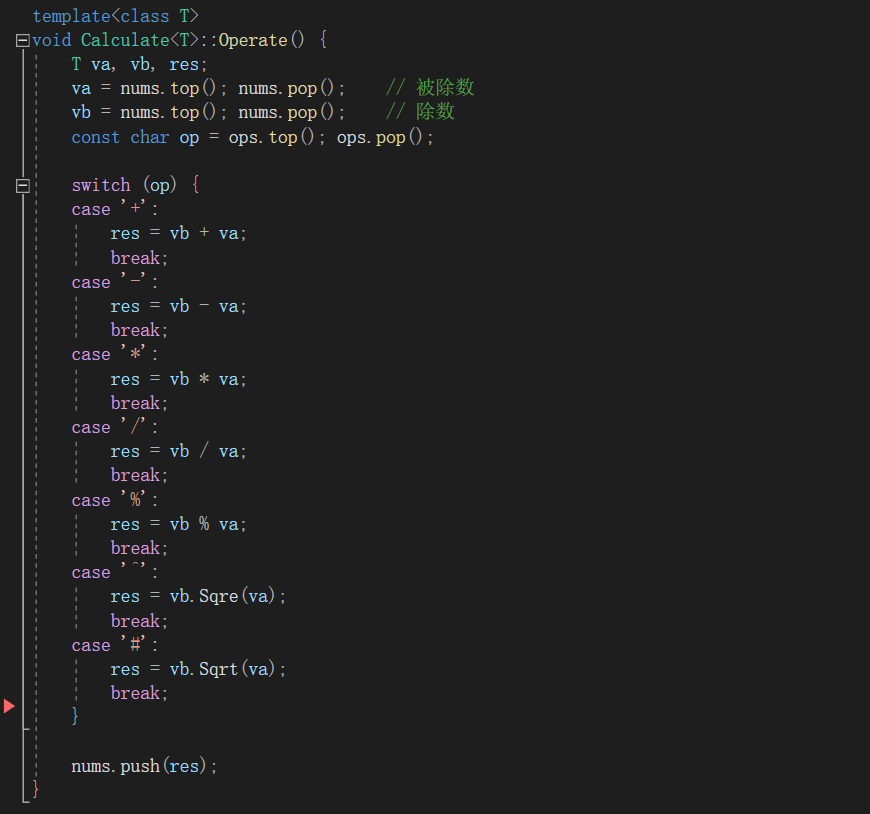 template<class T>
void Calculate<T>::Operate() {
    T va, vb, res;
    va = nums.top(); nums.pop();    // 被除数
    vb = nums.top(); nums.pop();    // 除数
    const char op = ops.top(); ops.pop();

    switch (op) {
    case '+':
        res = vb + va;
        break;
    case '-':
        res = vb - va;
        break;
    case '*':
        res = vb * va;
        break;
    case '/':
        res = vb / va;
        break;
    case '%':
        res = vb % va;
        break;
    case '^':
        res = vb.Sqre(va);
        break;
    case '#':
        res = vb.Sqrt(va);
        break;
    }

    nums.push(res);
}